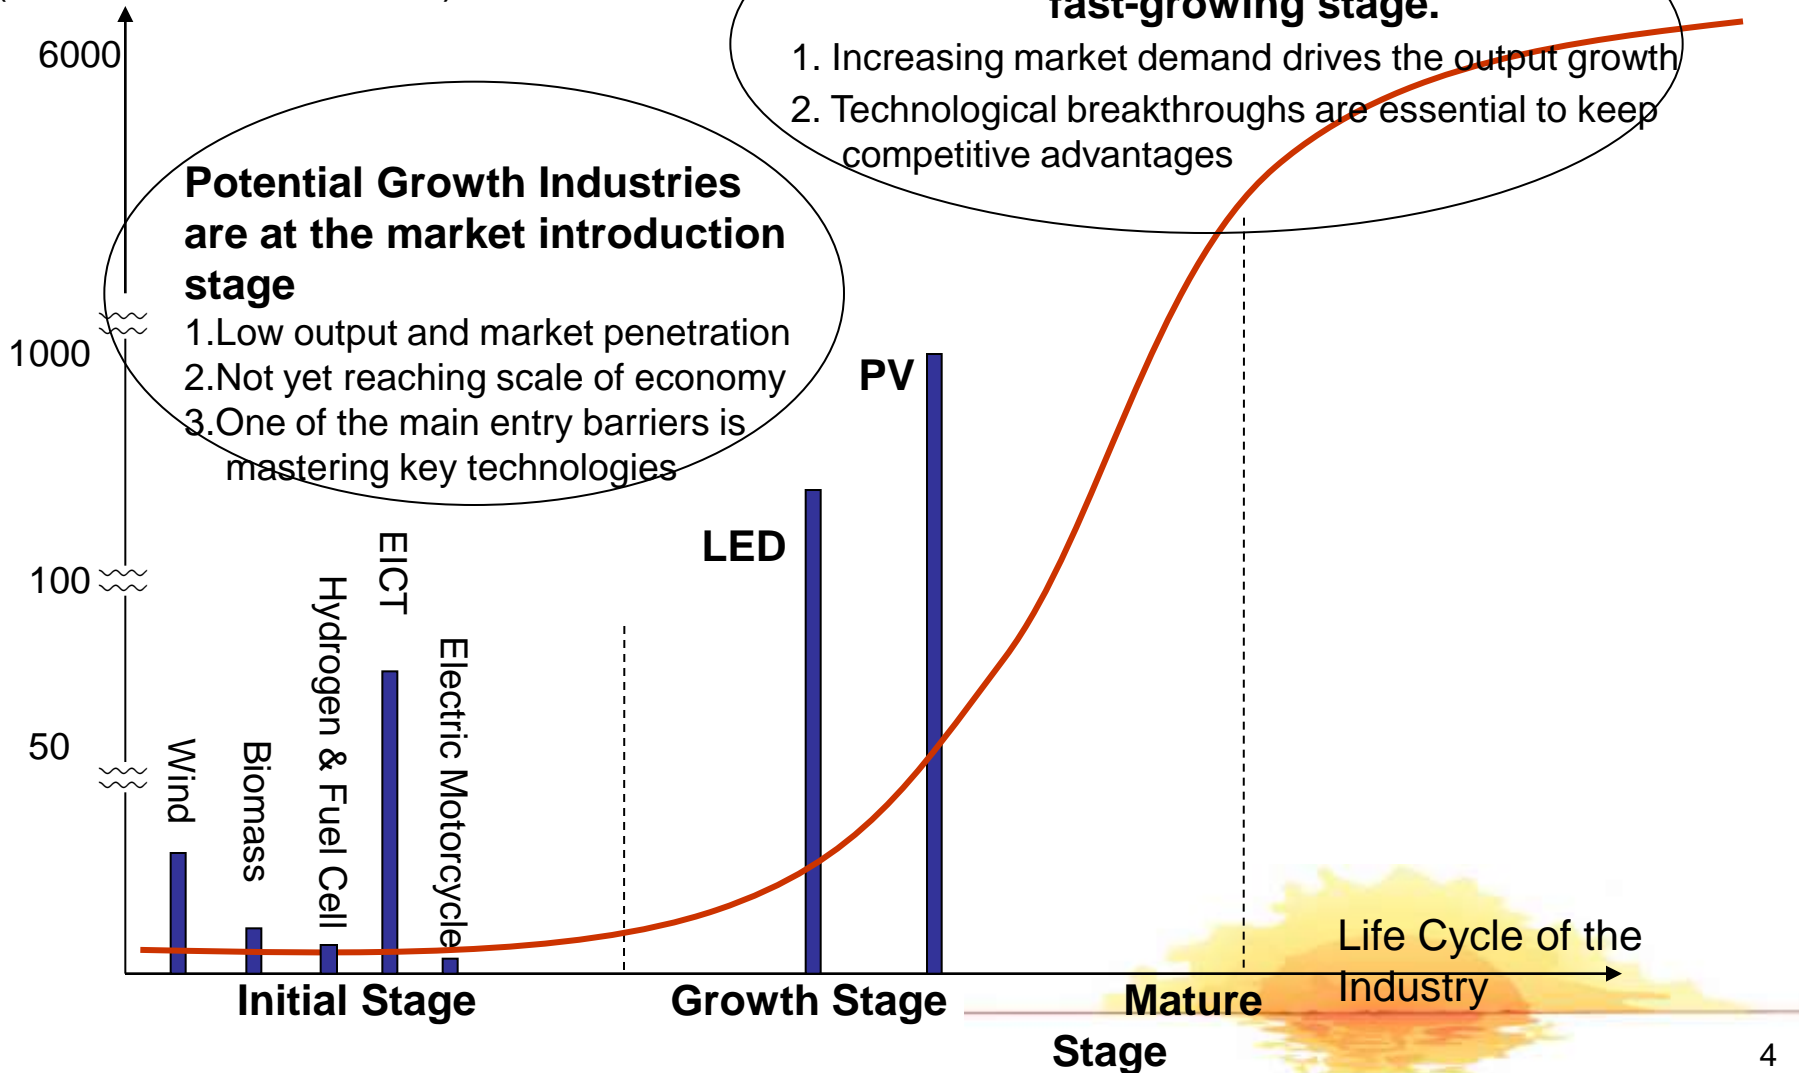 fast-growing stage.
1. Increasing market demand drives the output growth
2. Technological breakthroughs are essential to keep
competitive advantages
6000
Potential Growth Industries
are at the market introduction
stage
1.Low output and market penetration
2.Not yet reaching scale of economy
3.One of the main entry barriers is
mastering key technologies
1000
PV
LED
100
EICT
Hydrogen & Fuel Cell
Electric Motorcycle
50
Wind
Biomass
Life Cycle of the
Industry
Initial Stage
Growth Stage
Mature
Stage
4